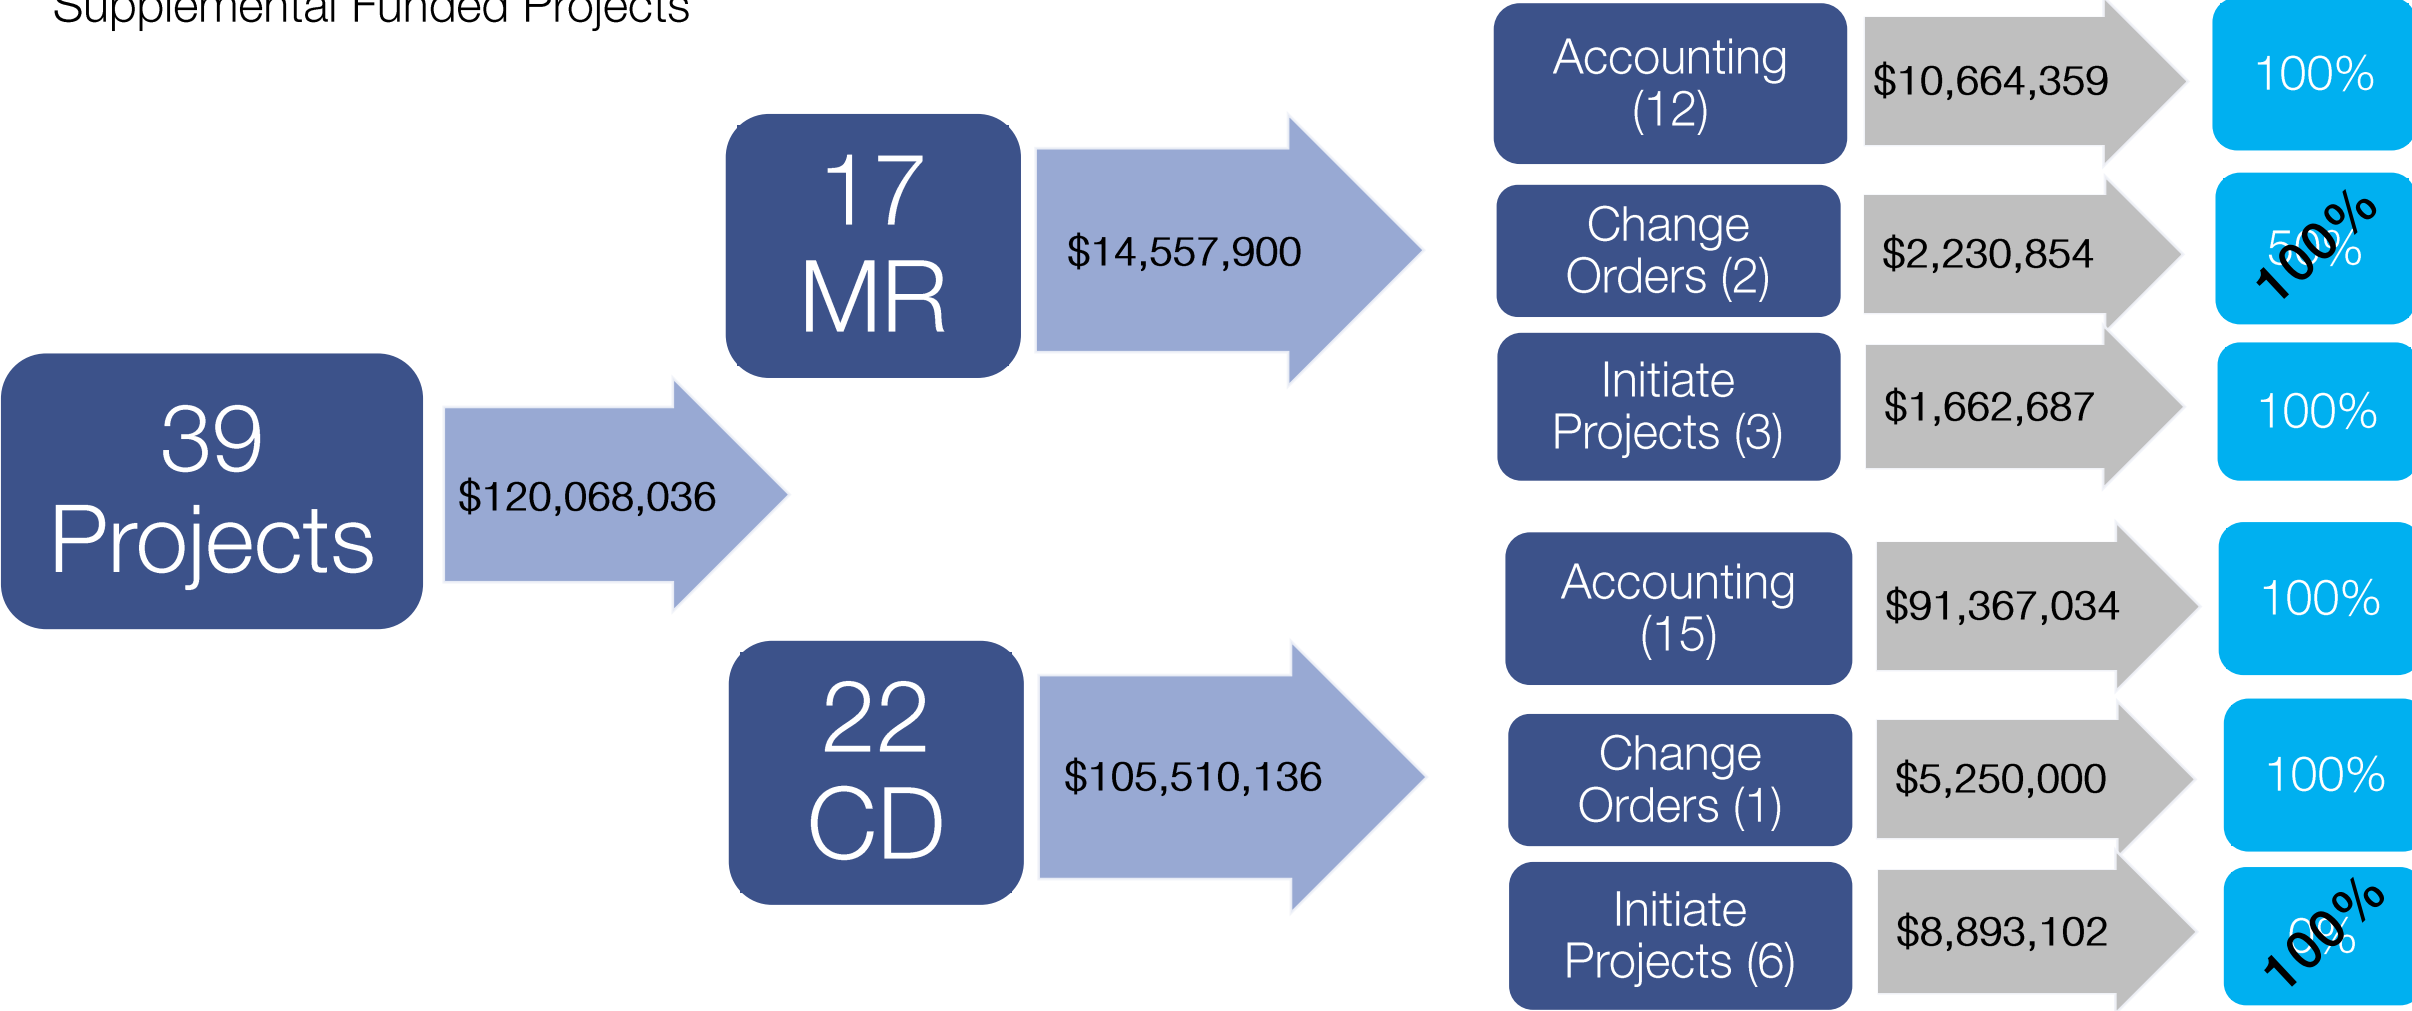 Supplemental Funded Projects
39
Projects
$120,068,036
17
MR
$14,557,900
Accounting
(12)
$10,664,359
100%
Change
Orders (2)
$2,230,854
50%
100%
Initiate
Projects (3)
$1,662,687
100%
22
CD
$105,510,136
Accounting
(15)
$91,367,034
100%
Change
Orders (1)
$5,250,000
100%
Initiate
Projects (6)
$8,893,102
0%
100%